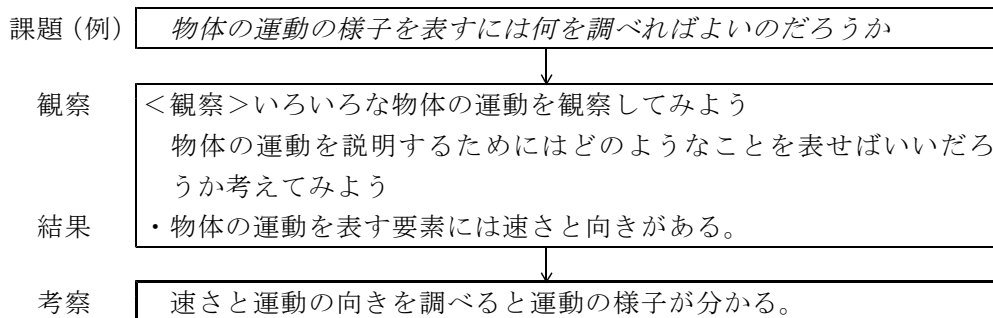 課題（例） 物体の運動の様子を表すには何を調べればよいのだろうか
観察 ＜観察＞いろいろな物体の運動を観察してみよう
物体の運動を説明するためにはどのようなことを表せばいいだろ
うか考えてみよう
結果 ・物体の運動を表す要素には速さと向きがある。
考察 速さと運動の向きを調べると運動の様子が分かる。